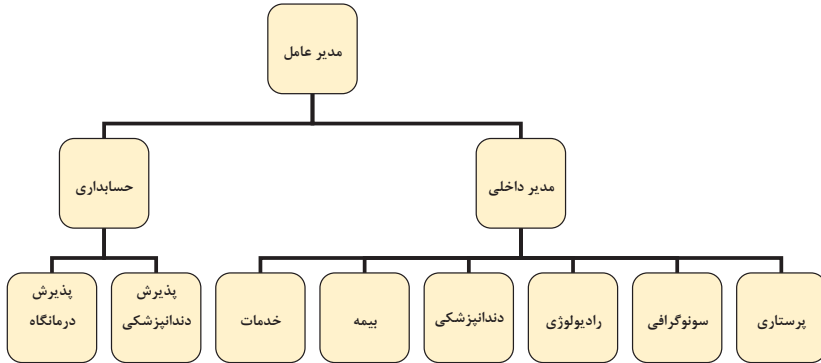 مدیر عامل
مدیر داخلی
حسابداری
پرستاری
سونوگرافی
رادیولوژی
دندانپزشکی
بیمه
خدمات
پذیرش
دندانپزشکی
پذیرش
درمانگاه